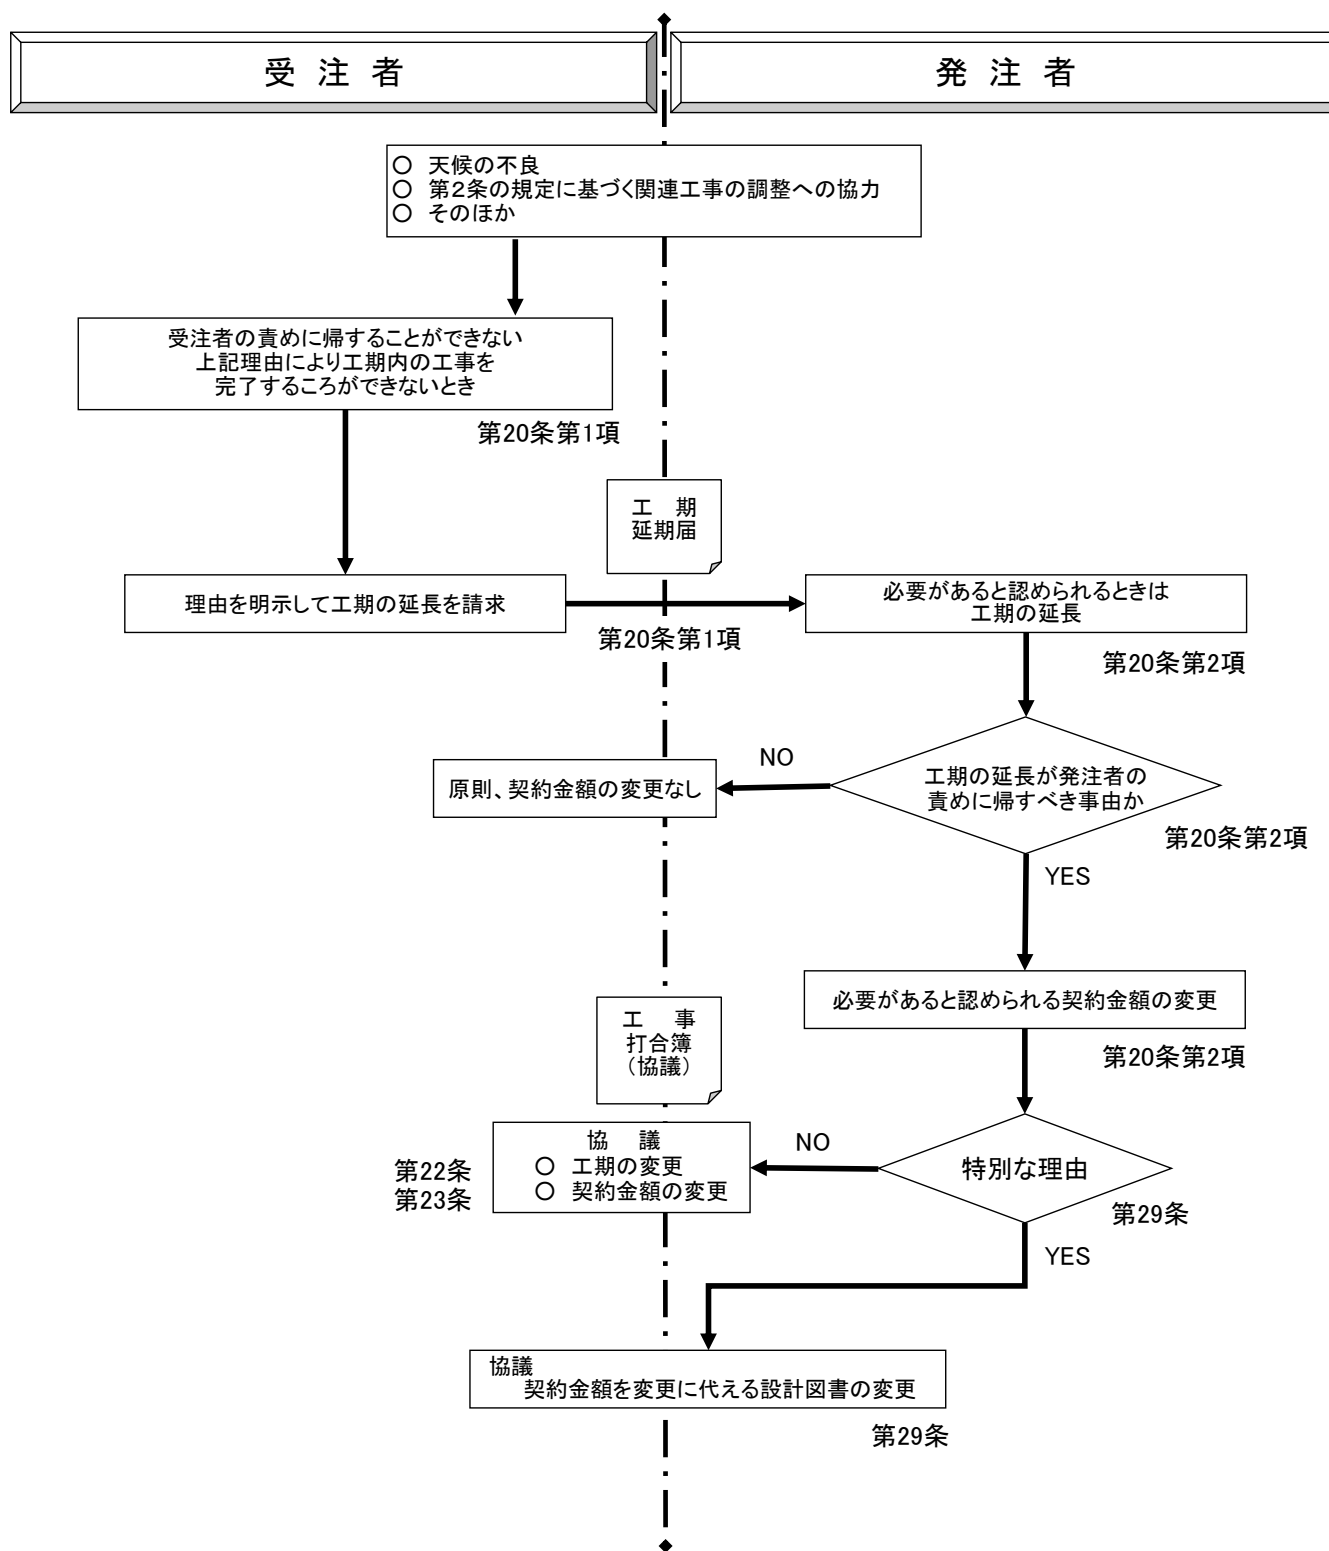 受 注 者
発 注 者
○ 天候の不良
○ 第2条の規定に基づく関連工事の調整への協力
○ そのほか
受注者の責めに帰することができない
上記理由により工期内の工事を
完了するころができないとき
第20条第1項
工 期
延期届
理由を明示して工期の延長を請求
第20条第1項
必要があると認められるときは
工期の延長
第20条第2項
工期の延長が発注者の
責めに帰すべき事由か
第20条第2項
NO
原則、契約金額の変更なし
YES
必要があると認められる契約金額の変更
第20条第2項
工 事
打合簿
(協議)
特別な理由
第29条
NO
協 議
○ 工期の変更
○ 契約金額の変更
第22条
第23条
YES
協議
契約金額を変更に代える設計図書の変更
第29条